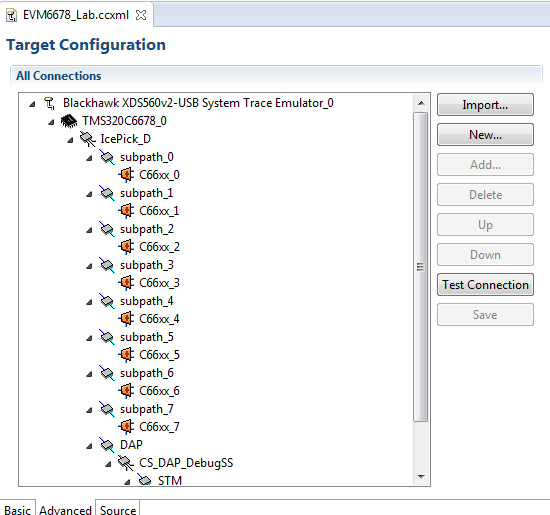 EVM6678_Lab.ccxml
Target Configuration
All Connections
Blackhawk XDS560v2-USB System Trace Emulator_0
TMS320C6678_0
IcePick_D
subpath_0
C66xx_0
subpath_1
C66xx_1
subpath_2
C66xx_2
subpath_3
C66xx_3
subpath_4
C66xx_4
subpath_5
C66xx_5
subpath_6
C66xx_6
subpath_7
C66xx_7
DAP
CS_DAP_DebugSS
STM
Import...
New...
Add...
Delete
Up
Down
Test Connection
Save
Basic Advanced Source